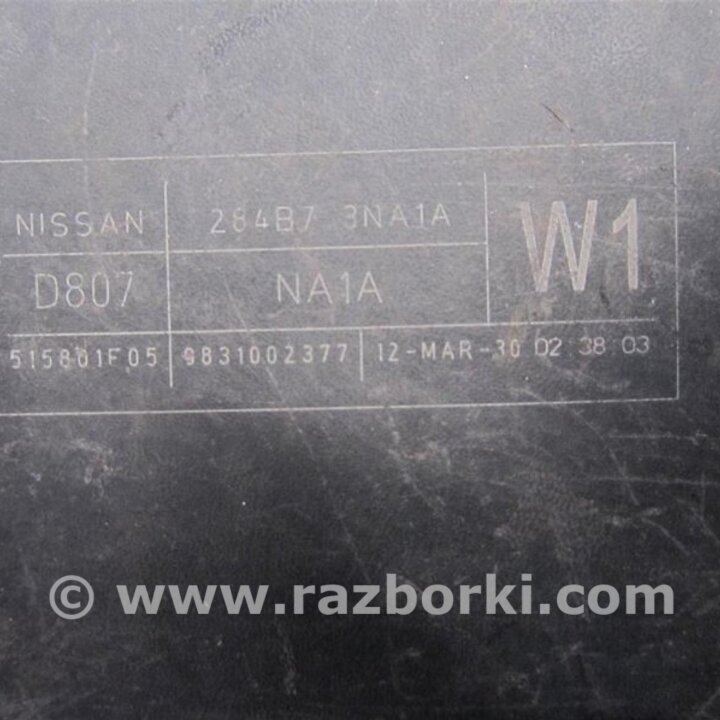 NISSAN 284B7 3NA1A W1
D807 NA1A
515801F05 9831002377 12-MAR-30 02 38 03
© www.razborki.com